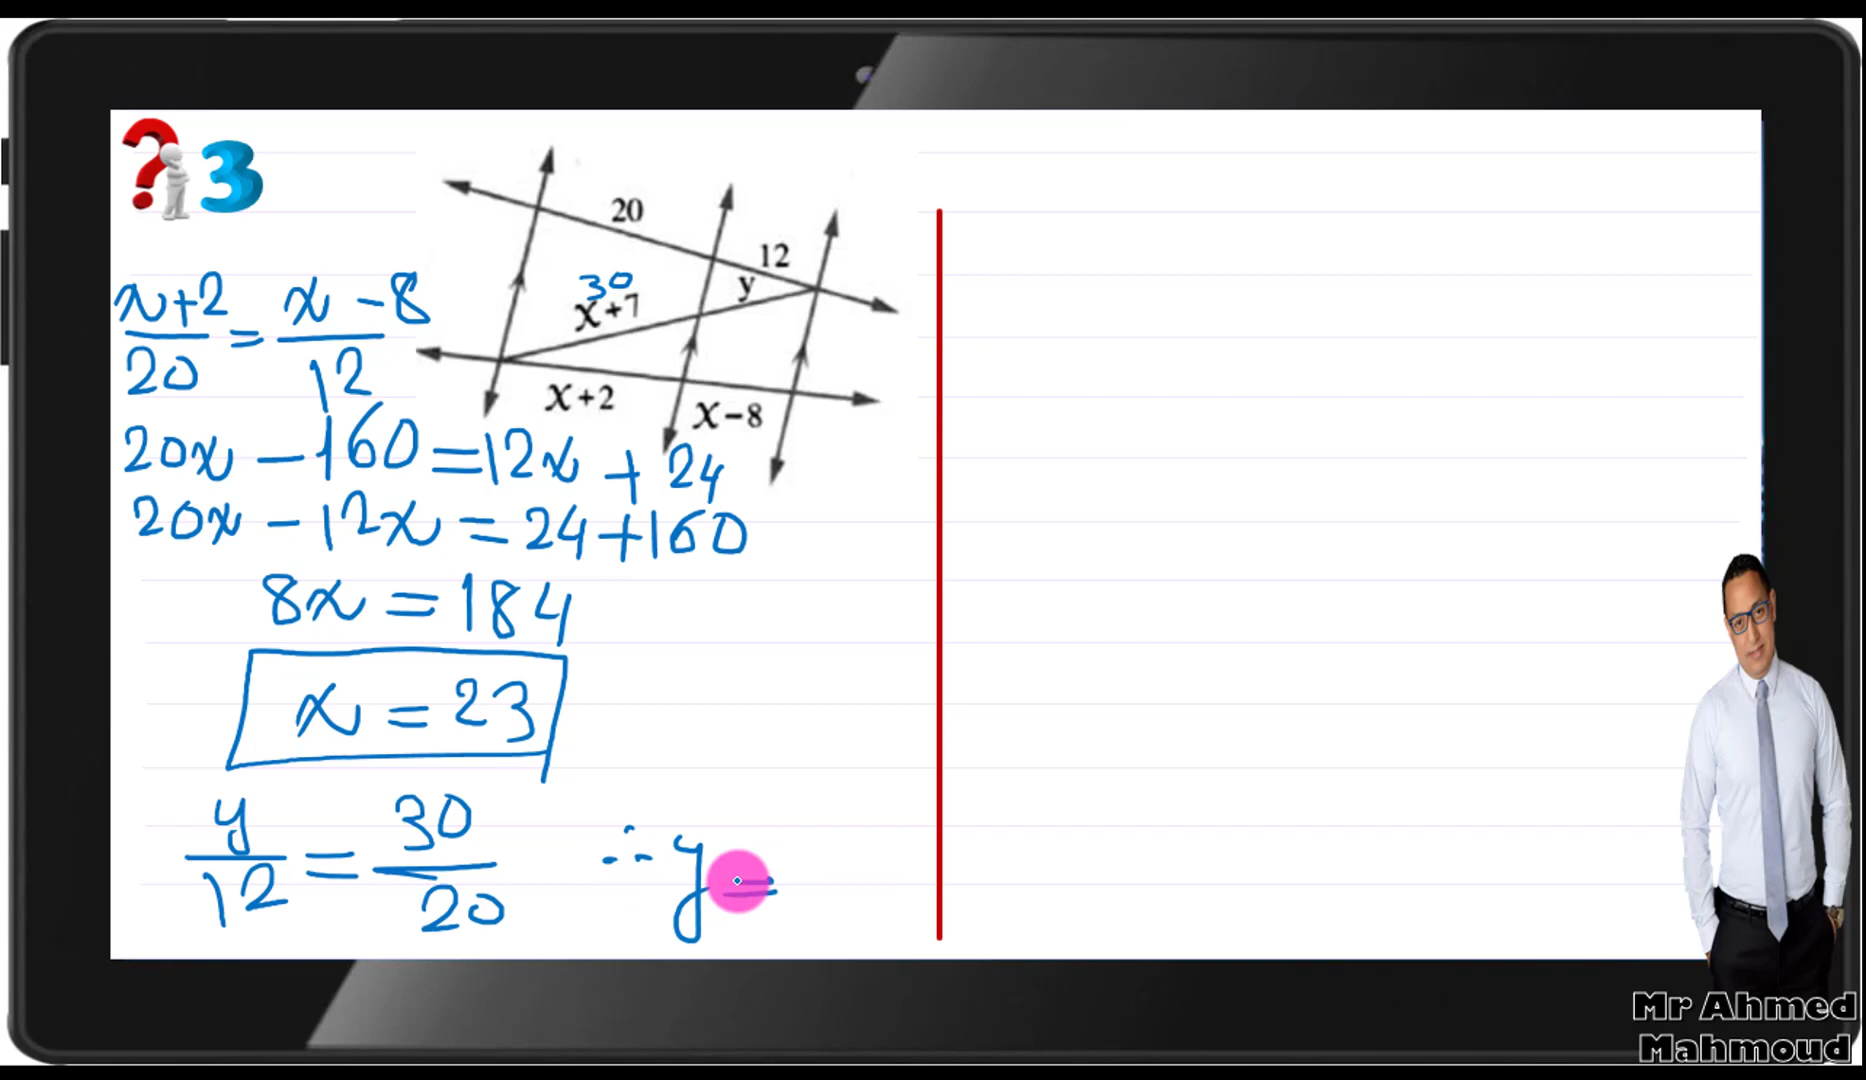 ? 3
20
12
30
y
x+7
x+2
x-8
x+2/20 = x-8/12
20x - 160 = 12x + 24
20x - 12x = 24 + 160
8x = 184
x = 23
y/12 = 30/20 ∴ y =
Mr Ahmed
Mahmoud